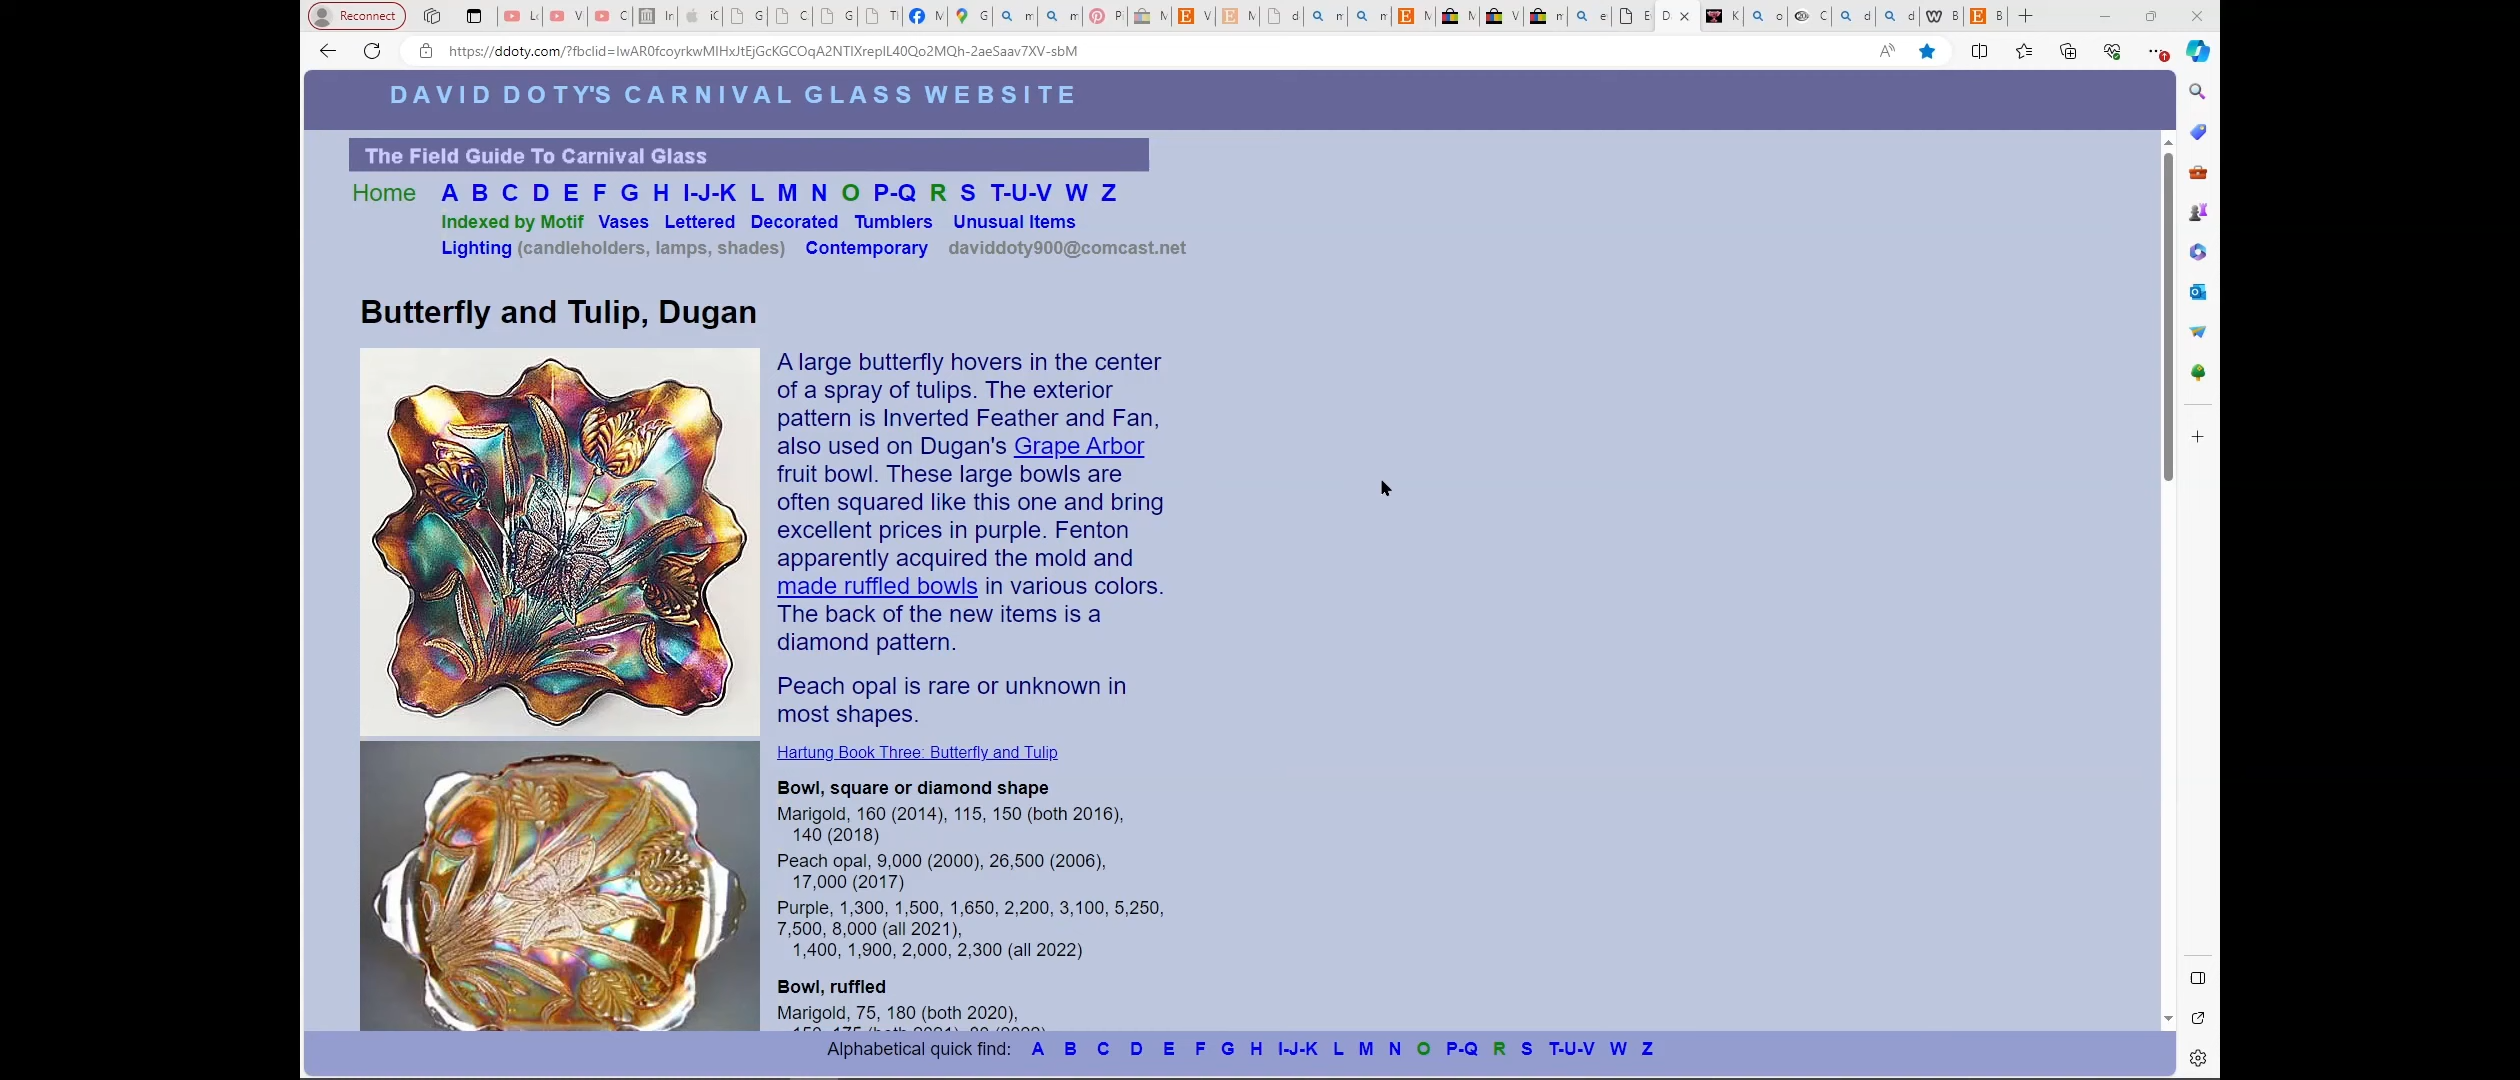 Reconnect
https://ddoty.com/?fbclid=IwAR0fcoyrkwMIHxJtEjGcKGCOqA2NTIXrepIL40Qo2MQh-2aeSaav7XV-sbM
DAVID DOTY'S CARNIVAL GLASS WEBSITE
The Field Guide To Carnival Glass
Home A B C D E F G H I-J-K L M N O P-Q R S T-U-V W Z
Indexed by Motif Vases Lettered Decorated Tumblers Unusual Items
Lighting (candleholders, lamps, shades) Contemporary daviddoty900@comcast.net
Butterfly and Tulip, Dugan
A large butterfly hovers in the center
of a spray of tulips. The exterior
pattern is Inverted Feather and Fan,
also used on Dugan's Grape Arbor
fruit bowl. These large bowls are
often squared like this one and bring
excellent prices in purple. Fenton
apparently acquired the mold and
made ruffled bowls in various colors.
The back of the new items is a
diamond pattern.
Peach opal is rare or unknown in
most shapes.
Hartung Book Three: Butterfly and Tulip
Bowl, square or diamond shape
Marigold, 160 (2014), 115, 150 (both 2016),
140 (2018)
Peach opal, 9,000 (2000), 26,500 (2006),
17,000 (2017)
Purple, 1,300, 1,500, 1,650, 2,200, 3,100, 5,250,
7,500, 8,000 (all 2021),
1,400, 1,900, 2,000, 2,300 (all 2022)
Bowl, ruffled
Marigold, 75, 180 (both 2020),
Alphabetical quick find: A B C D E F G H I-J-K L M N O P-Q R S T-U-V W Z